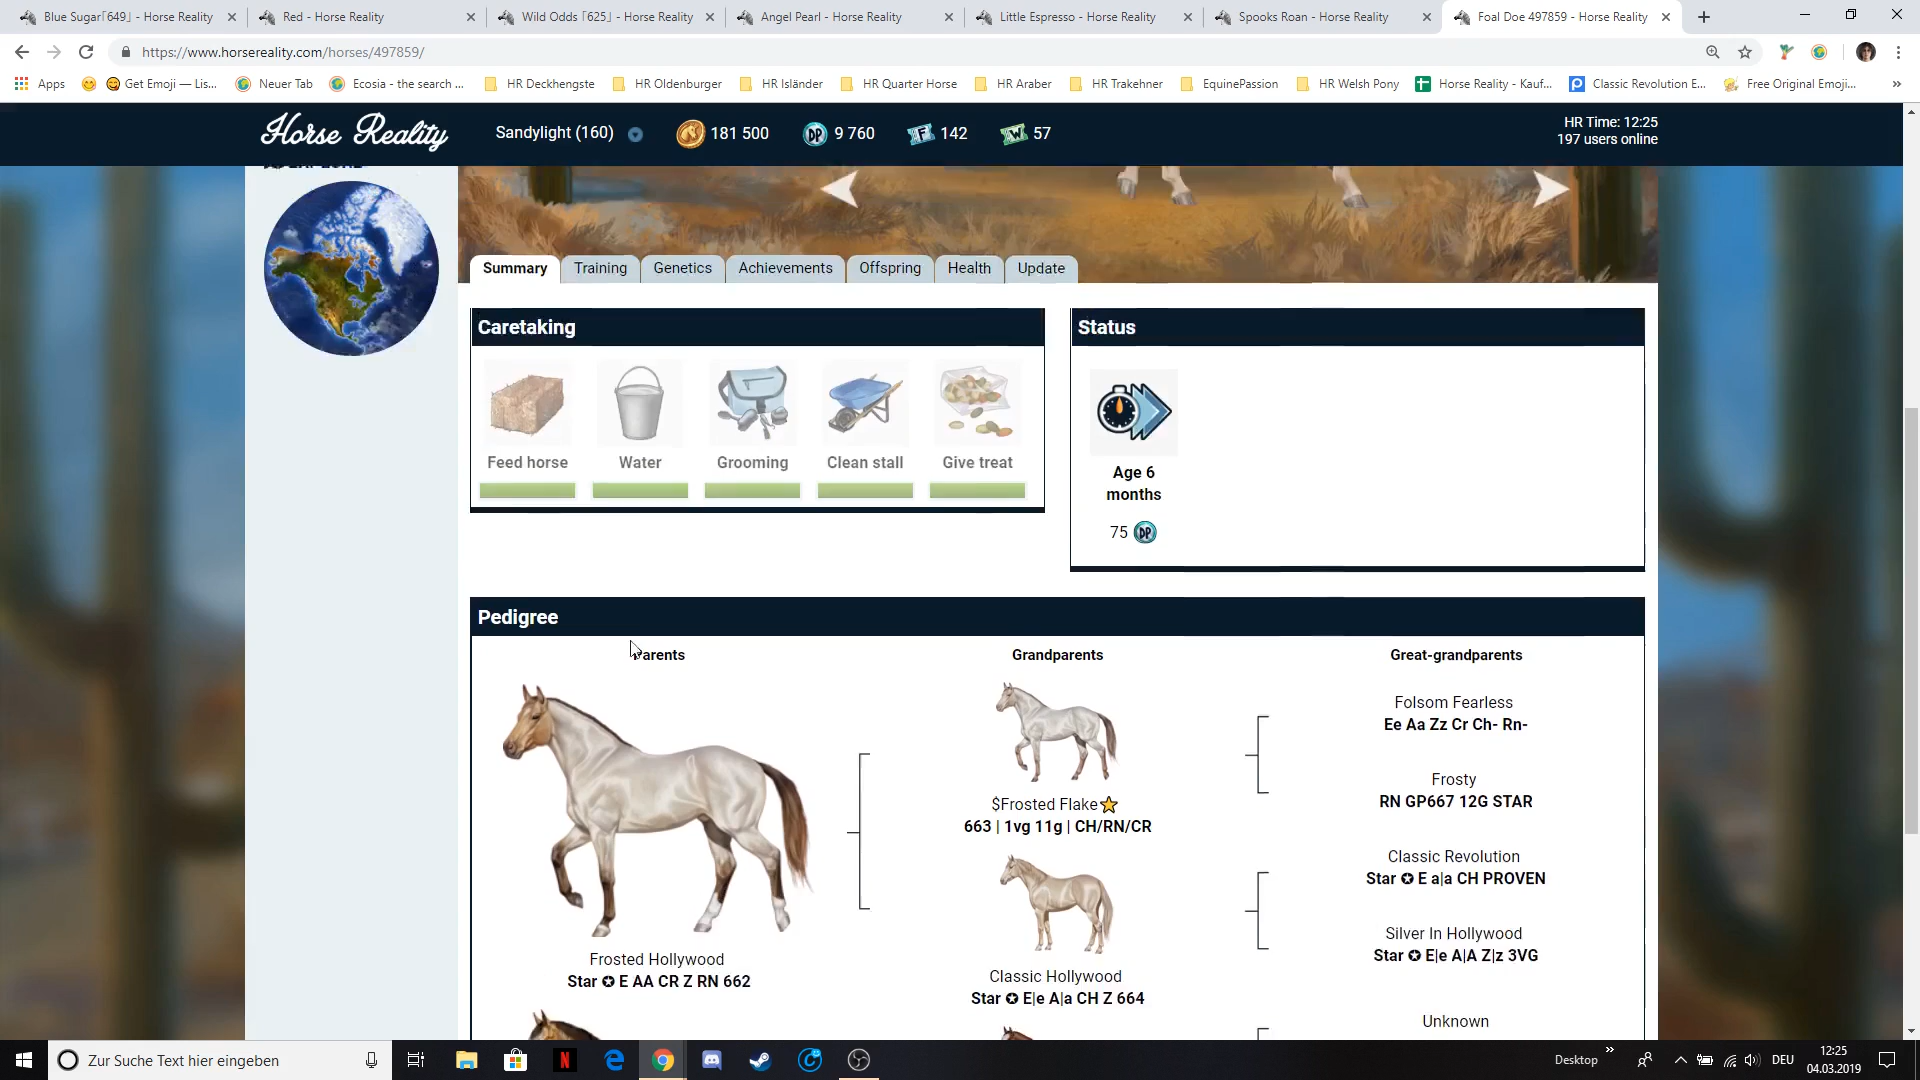 Blue Sugar「649」 - Horse Reality
Red - Horse Reality
Wild Odds「625」 - Horse Reality
Angel Pearl - Horse Reality
Little Espresso - Horse Reality
Spooks Roan - Horse Reality
Foal Doe 497859 - Horse Reality
https://www.horsereality.com/horses/497859/
Apps
Get Emoji — Lis...
Neuer Tab
Ecosia - the search ...
HR Deckhengste
HR Oldenburger
HR Isländer
HR Quarter Horse
HR Araber
HR Trakehner
EquinePassion
HR Welsh Pony
Horse Reality - Kauf...
Classic Revolution E...
Free Original Emoji...
»
Horse Reality
Sandylight (160)
181 500
DP 9 760
F 142
W 57
HR Time: 12:25
197 users online
Summary
Training
Genetics
Achievements
Offspring
Health
Update
Caretaking
Status
Feed horse
Water
Grooming
Clean stall
Give treat
Age 6
months
75 DP
Pedigree
Parents
Grandparents
Great-grandparents
Folsom Fearless
Ee Aa Zz Cr Ch- Rn-
Frosty
RN GP667 12G STAR
$Frosted Flake⭐
663 | 1vg 11g | CH/RN/CR
Classic Revolution
Star ✪ E a|a CH PROVEN
Silver In Hollywood
Star ✪ E|e A|A Z|z 3VG
Frosted Hollywood
Star ✪ E AA CR Z RN 662
Classic Hollywood
Star ✪ E|e A|a CH Z 664
Unknown
Zur Suche Text hier eingeben
Desktop
»
DEU
12:25
04.03.2019